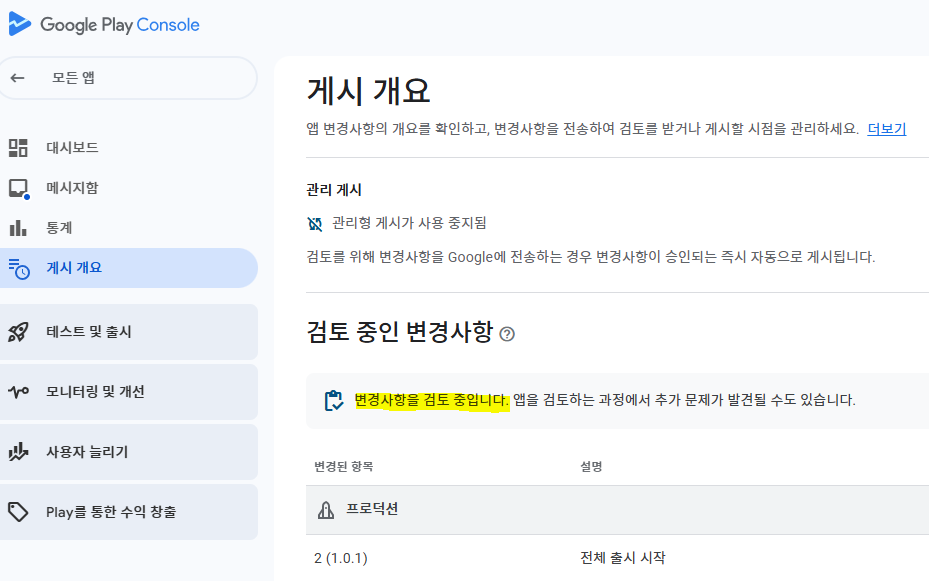 Google Play Console
모든 앱
대시보드
메시지함
통계
게시 개요
테스트 및 출시
모니터링 및 개선
사용자 늘리기
Play를 통한 수익 창출
게시 개요
앱 변경사항의 개요를 확인하고, 변경사항을 전송하여 검토를 받거나 게시할 시점을 관리하세요. 더보기
관리 게시
관리형 게시가 사용 중지됨
검토를 위해 변경사항을 Google에 전송하는 경우 변경사항이 승인되는 즉시 자동으로 게시됩니다.
검토 중인 변경사항 ?
변경사항을 검토 중입니다. 앱을 검토하는 과정에서 추가 문제가 발견될 수도 있습니다.
변경된 항목 설명
프로덕션
2 (1.0.1) 전체 출시 시작